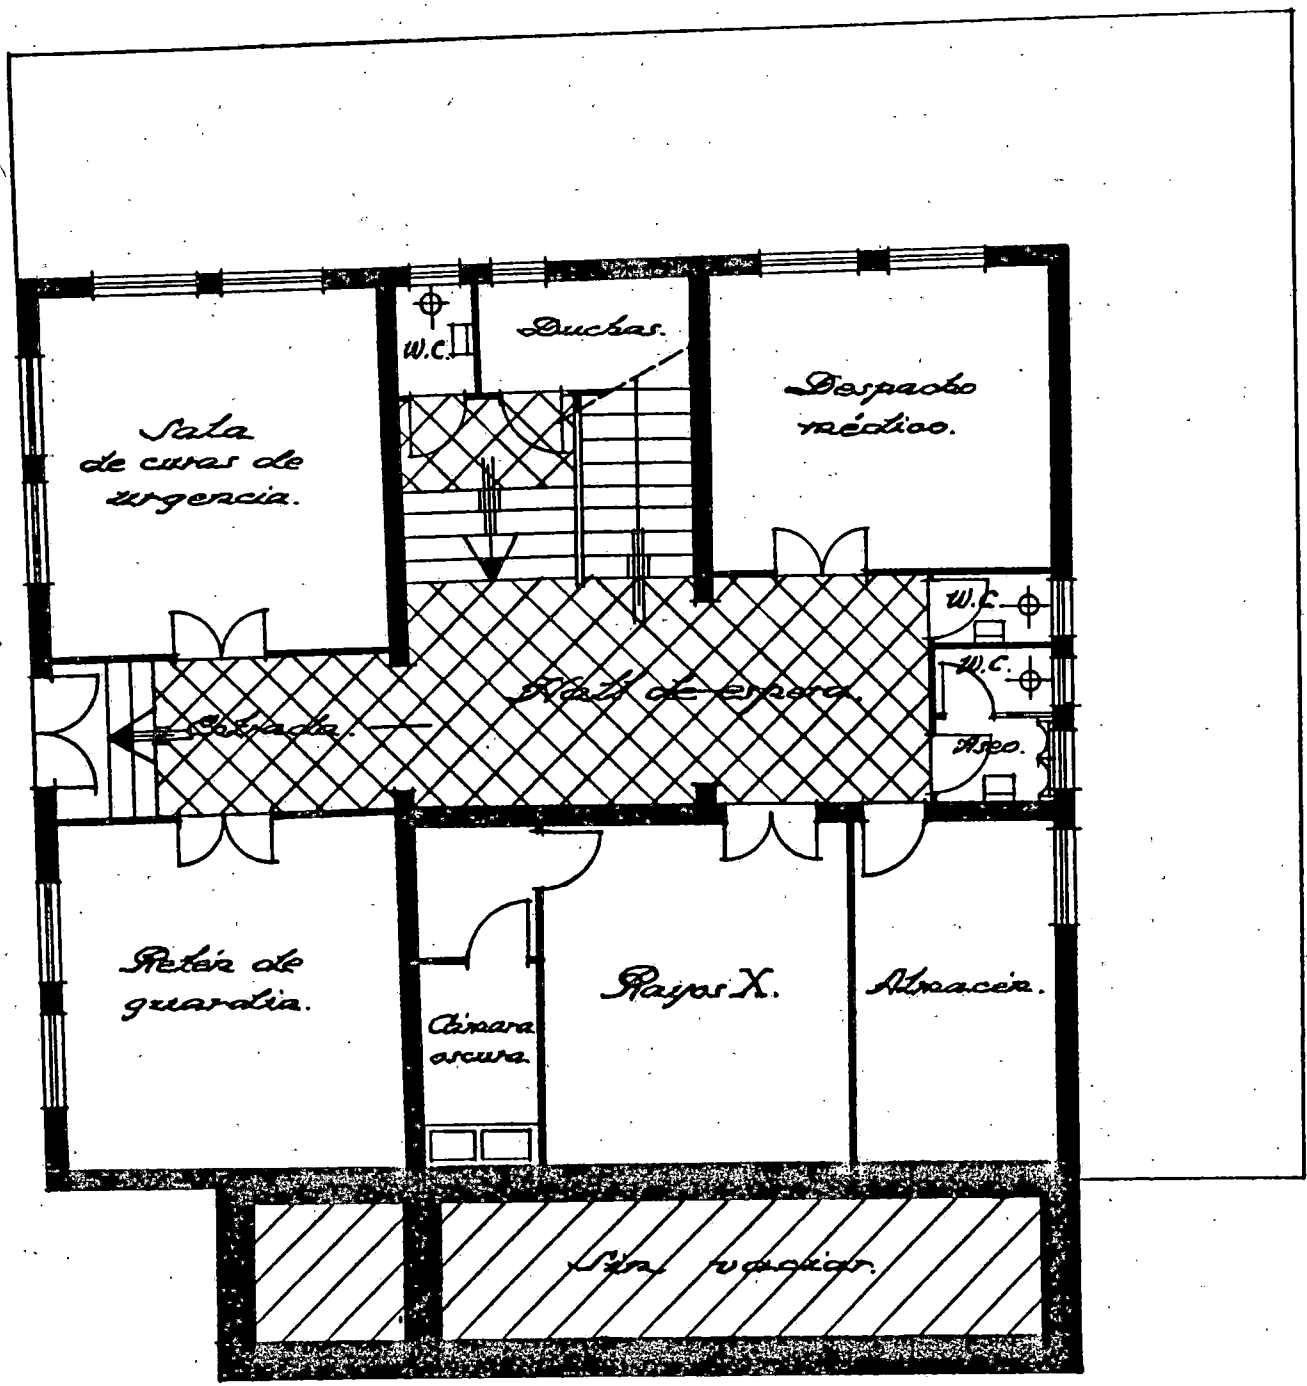 W.C.
Duchas.
Despacho
médico.
Sala
de curas de
urgencia.
W.C.
W.C.
Hall de espera.
Entrada.
Aseo.
Retén de
guardia.
Rayos X.
Almacén.
Cámara
oscura
Sin vaciar.